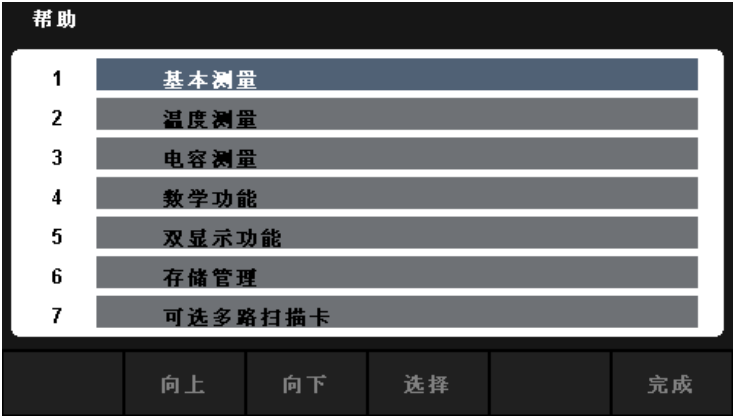 帮助
1 基本测量
2 温度测量
3 电容测量
4 数学功能
5 双显示功能
6 存储管理
7 可选多路扫描卡
向上 向下 选择 完成